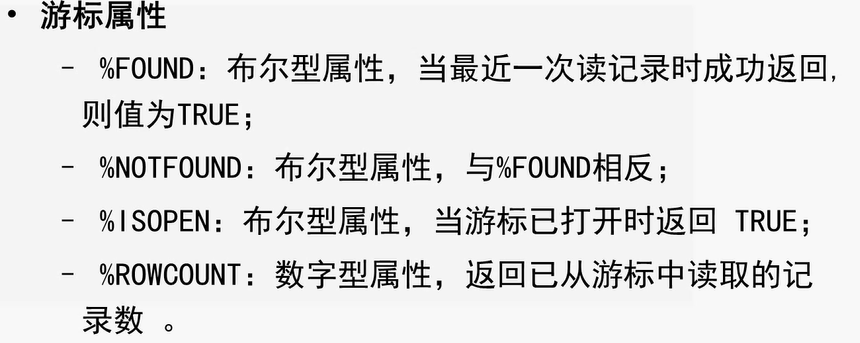 • 游标属性
– %FOUND：布尔型属性，当最近一次读记录时成功返回，
则值为TRUE；
– %NOTFOUND：布尔型属性，与%FOUND相反；
– %ISOPEN：布尔型属性，当游标已打开时返回 TRUE；
– %ROWCOUNT：数字型属性，返回已从游标中读取的记
录数 。